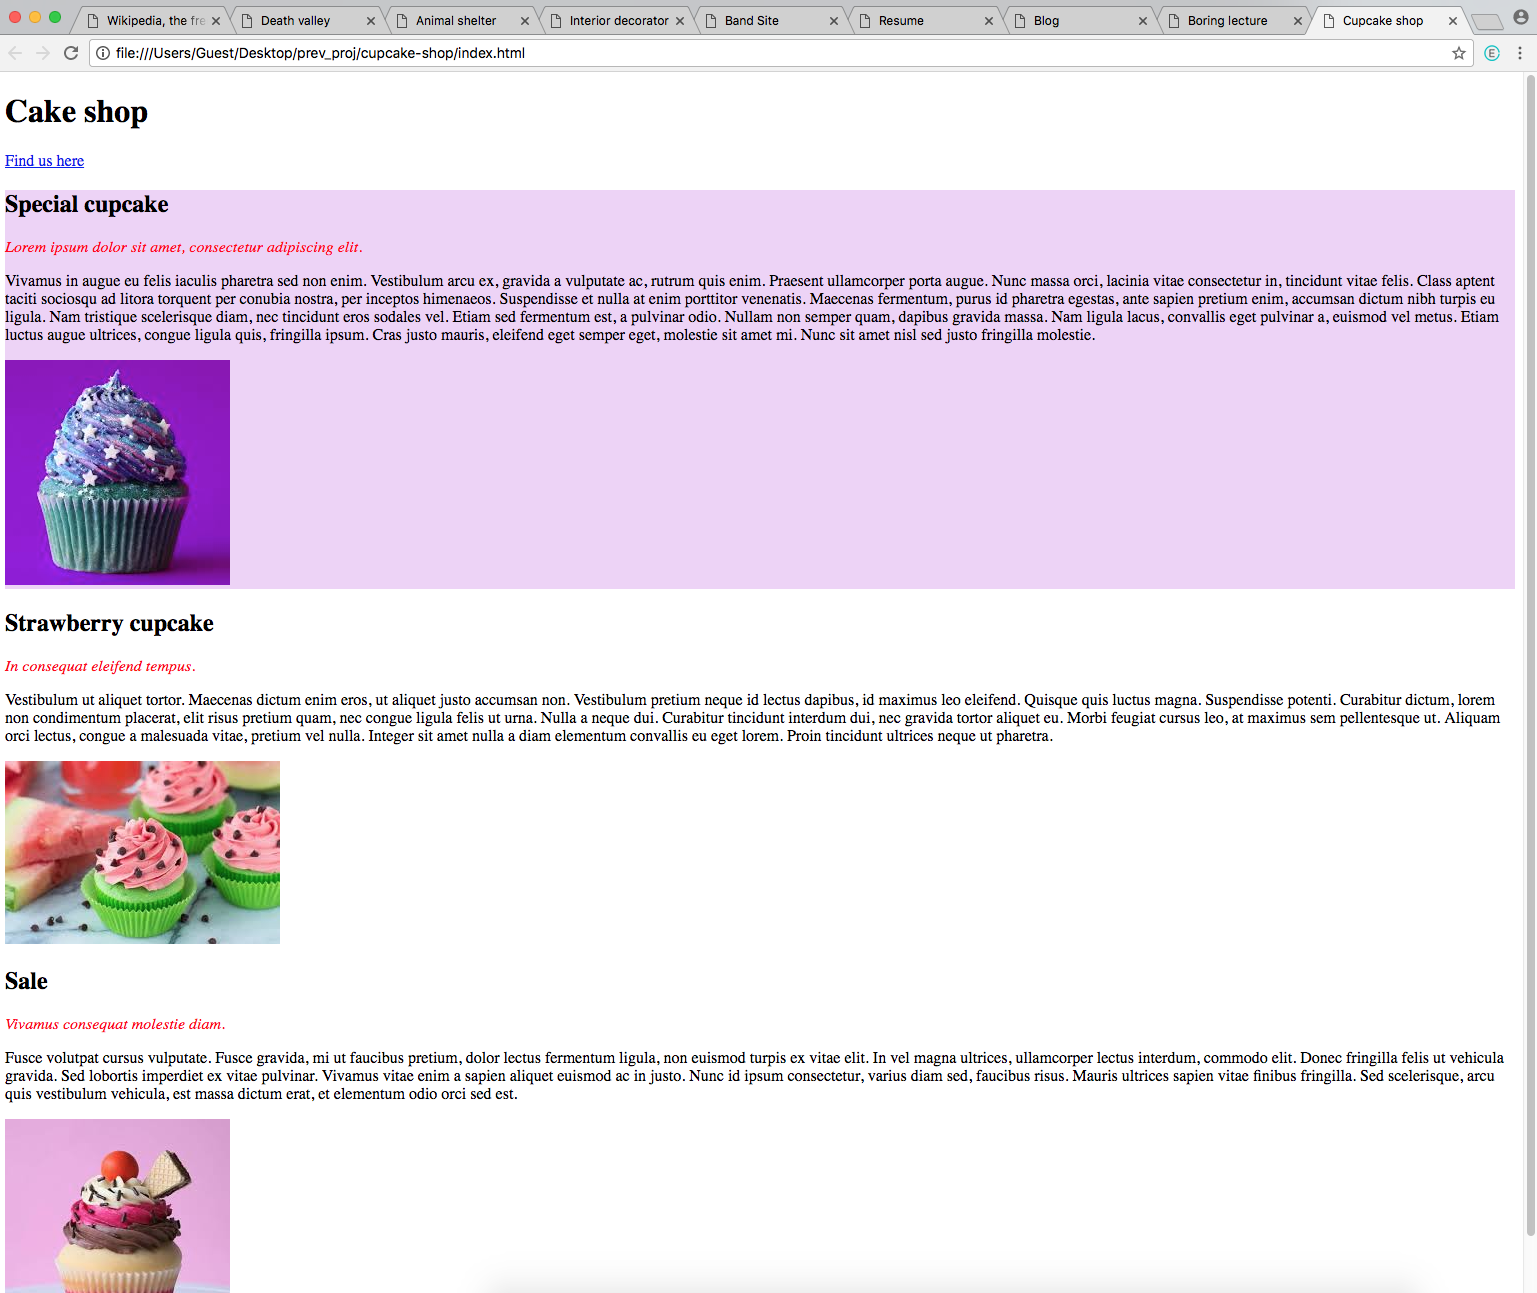 Wikipedia, the fre
Death valley
Animal shelter
Interior decorator
Band Site
Resume
Blog
Boring lecture
Cupcake shop
file:///Users/Guest/Desktop/prev_proj/cupcake-shop/index.html
Cake shop
Find us here
Special cupcake
Lorem ipsum dolor sit amet, consectetur adipiscing elit.
Vivamus in augue eu felis iaculis pharetra sed non enim. Vestibulum arcu ex, gravida a vulputate ac, rutrum quis enim. Praesent ullamcorper porta augue. Nunc massa orci, lacinia vitae consectetur in, tincidunt vitae felis. Class aptent
taciti sociosqu ad litora torquent per conubia nostra, per inceptos himenaeos. Suspendisse et nulla at enim porttitor venenatis. Maecenas fermentum, purus id pharetra egestas, ante sapien pretium enim, accumsan dictum nibh turpis eu
ligula. Nam tristique scelerisque diam, nec tincidunt eros sodales vel. Etiam sed fermentum est, a pulvinar odio. Nullam non semper quam, dapibus gravida massa. Nam ligula lacus, convallis eget pulvinar a, euismod vel metus. Etiam
luctus augue ultrices, congue ligula quis, fringilla ipsum. Cras justo mauris, eleifend eget semper eget, molestie sit amet mi. Nunc sit amet nisl sed justo fringilla molestie.
Strawberry cupcake
In consequat eleifend tempus.
Vestibulum ut aliquet tortor. Maecenas dictum enim eros, ut aliquet justo accumsan non. Vestibulum pretium neque id lectus dapibus, id maximus leo eleifend. Quisque quis luctus magna. Suspendisse potenti. Curabitur dictum, lorem
non condimentum placerat, elit risus pretium quam, nec congue ligula felis ut urna. Nulla a neque dui. Curabitur tincidunt interdum dui, nec gravida tortor aliquet eu. Morbi feugiat cursus leo, at maximus sem pellentesque ut. Aliquam
orci lectus, congue a malesuada vitae, pretium vel nulla. Integer sit amet nulla a diam elementum convallis eu eget lorem. Proin tincidunt ultrices neque ut pharetra.
Sale
Vivamus consequat molestie diam.
Fusce volutpat cursus vulputate. Fusce gravida, mi ut faucibus pretium, dolor lectus fermentum ligula, non euismod turpis ex vitae elit. In vel magna ultrices, ullamcorper lectus interdum, commodo elit. Donec fringilla felis ut vehicula
gravida. Sed lobortis imperdiet ex vitae pulvinar. Vivamus vitae enim a sapien aliquet euismod ac in justo. Nunc id ipsum consectetur, varius diam sed, faucibus risus. Mauris ultrices sapien vitae finibus fringilla. Sed scelerisque, arcu
quis vestibulum vehicula, est massa dictum erat, et elementum odio orci sed est.